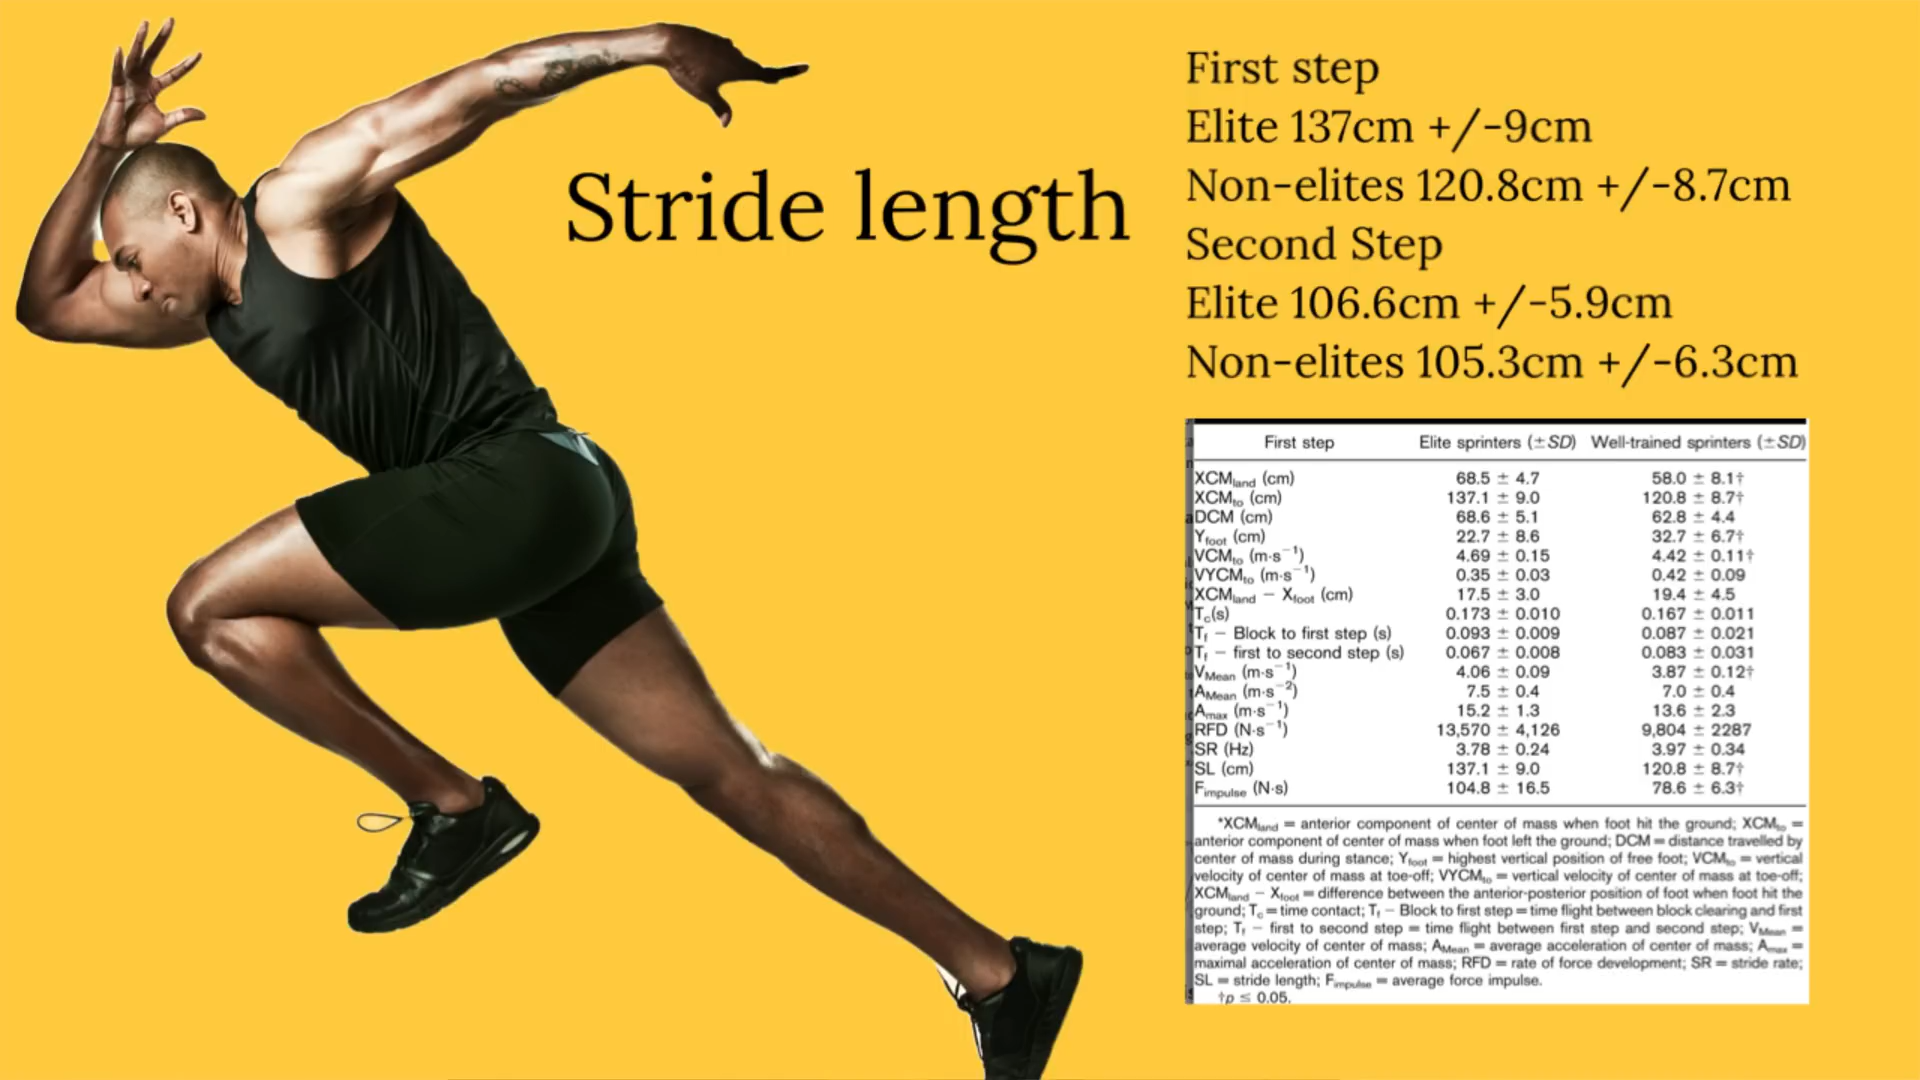 Stride length
First step
Elite 137cm +/-9cm
Non-elites 120.8cm +/-8.7cm
Second Step
Elite 106.6cm +/-5.9cm
Non-elites 105.3cm +/-6.3cm
First step Elite sprinters (±SD) Well-trained sprinters (±SD)
XCMland (cm) 68.5 ± 4.7 58.0 ± 8.1†
XCMto (cm) 137.1 ± 9.0 120.8 ± 8.7†
DCM (cm) 68.6 ± 5.1 62.8 ± 4.4
Yfoot (cm) 22.7 ± 8.6 32.7 ± 6.7†
VCMto (m·s−1) 4.69 ± 0.15 4.42 ± 0.11†
VYCMto (m·s−1) 0.35 ± 0.03 0.42 ± 0.09
XCMland − Xfoot (cm) 17.5 ± 3.0 19.4 ± 4.5
Tc(s) 0.173 ± 0.010 0.167 ± 0.011
Tf − Block to first step (s) 0.093 ± 0.009 0.087 ± 0.021
Tf − first to second step (s) 0.067 ± 0.008 0.083 ± 0.031
VMean (m·s−1) 4.06 ± 0.09 3.87 ± 0.12†
AMean (m·s−2) 7.5 ± 0.4 7.0 ± 0.4
Amax (m·s−1) 15.2 ± 1.3 13.6 ± 2.3
RFD (N·s−1) 13,570 ± 4,126 9,804 ± 2287
SR (Hz) 3.78 ± 0.24 3.97 ± 0.34
SL (cm) 137.1 ± 9.0 120.8 ± 8.7†
Fimpulse (N·s) 104.8 ± 16.5 78.6 ± 6.3†
*XCMland = anterior component of center of mass when foot hit the ground; XCMto =
anterior component of center of mass when foot left the ground; DCM = distance travelled by
center of mass during stance; Yfoot = highest vertical position of free foot; VCMto = vertical
velocity of center of mass at toe-off; VYCMto = vertical velocity of center of mass at toe-off;
XCMland − Xfoot = difference between the anterior-posterior position of foot when foot hit the
ground; Tc = time contact; Tf − Block to first step = time flight between block clearing and first
step; Tf − first to second step = time flight between first step and second step; VMean =
average velocity of center of mass; AMean = average acceleration of center of mass; Amax =
maximal acceleration of center of mass; RFD = rate of force development; SR = stride rate;
SL = stride length; Fimpulse = average force impulse.
†p ≤ 0.05.